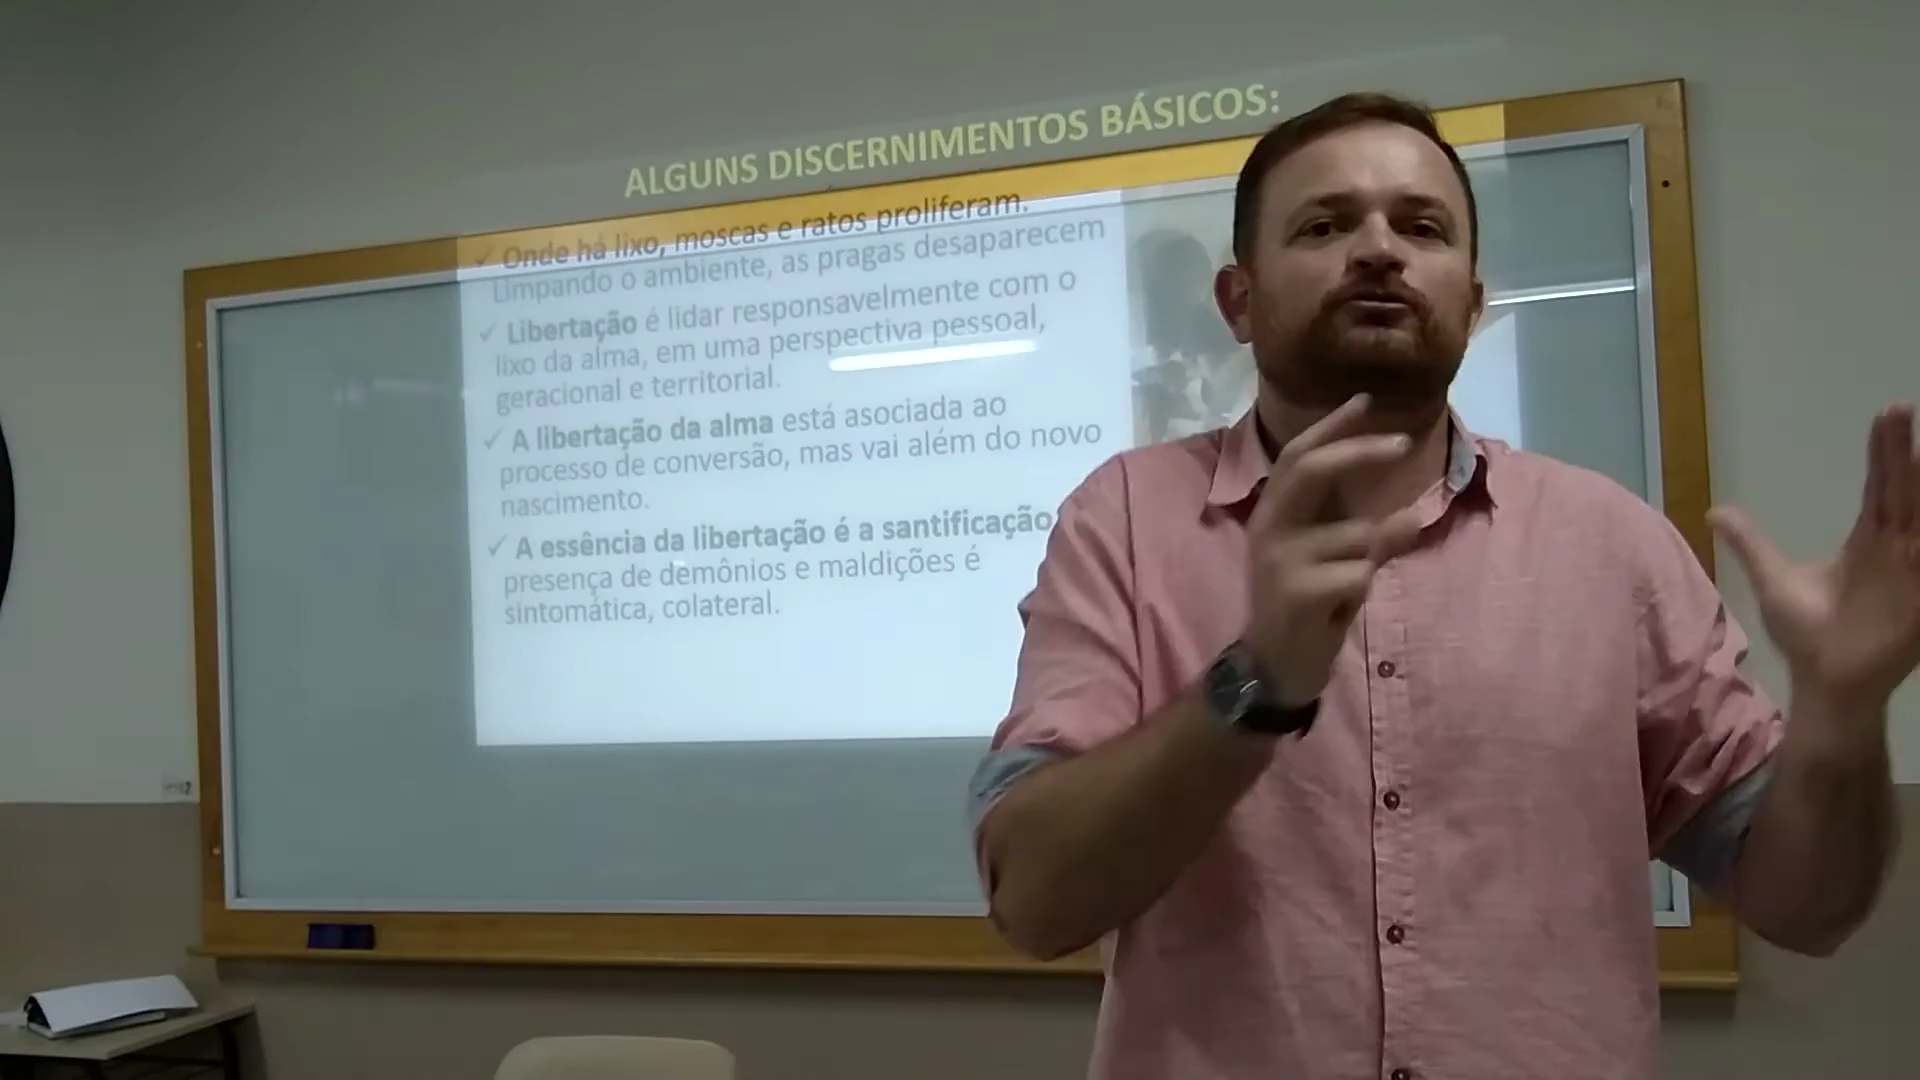 ALGUNS DISCERNIMENTOS BÁSICOS:
✓ Onde há lixo, moscas e ratos proliferam.
Limpando o ambiente, as pragas desaparecem
✓ Libertação é lidar responsavelmente com o
lixo da alma, em uma perspectiva pessoal,
geracional e territorial.
✓ A libertação da alma está asociada ao
processo de conversão, mas vai além do novo
nascimento.
✓ A essência da libertação é a santificação
presença de demônios e maldições é
sintomática, colateral.